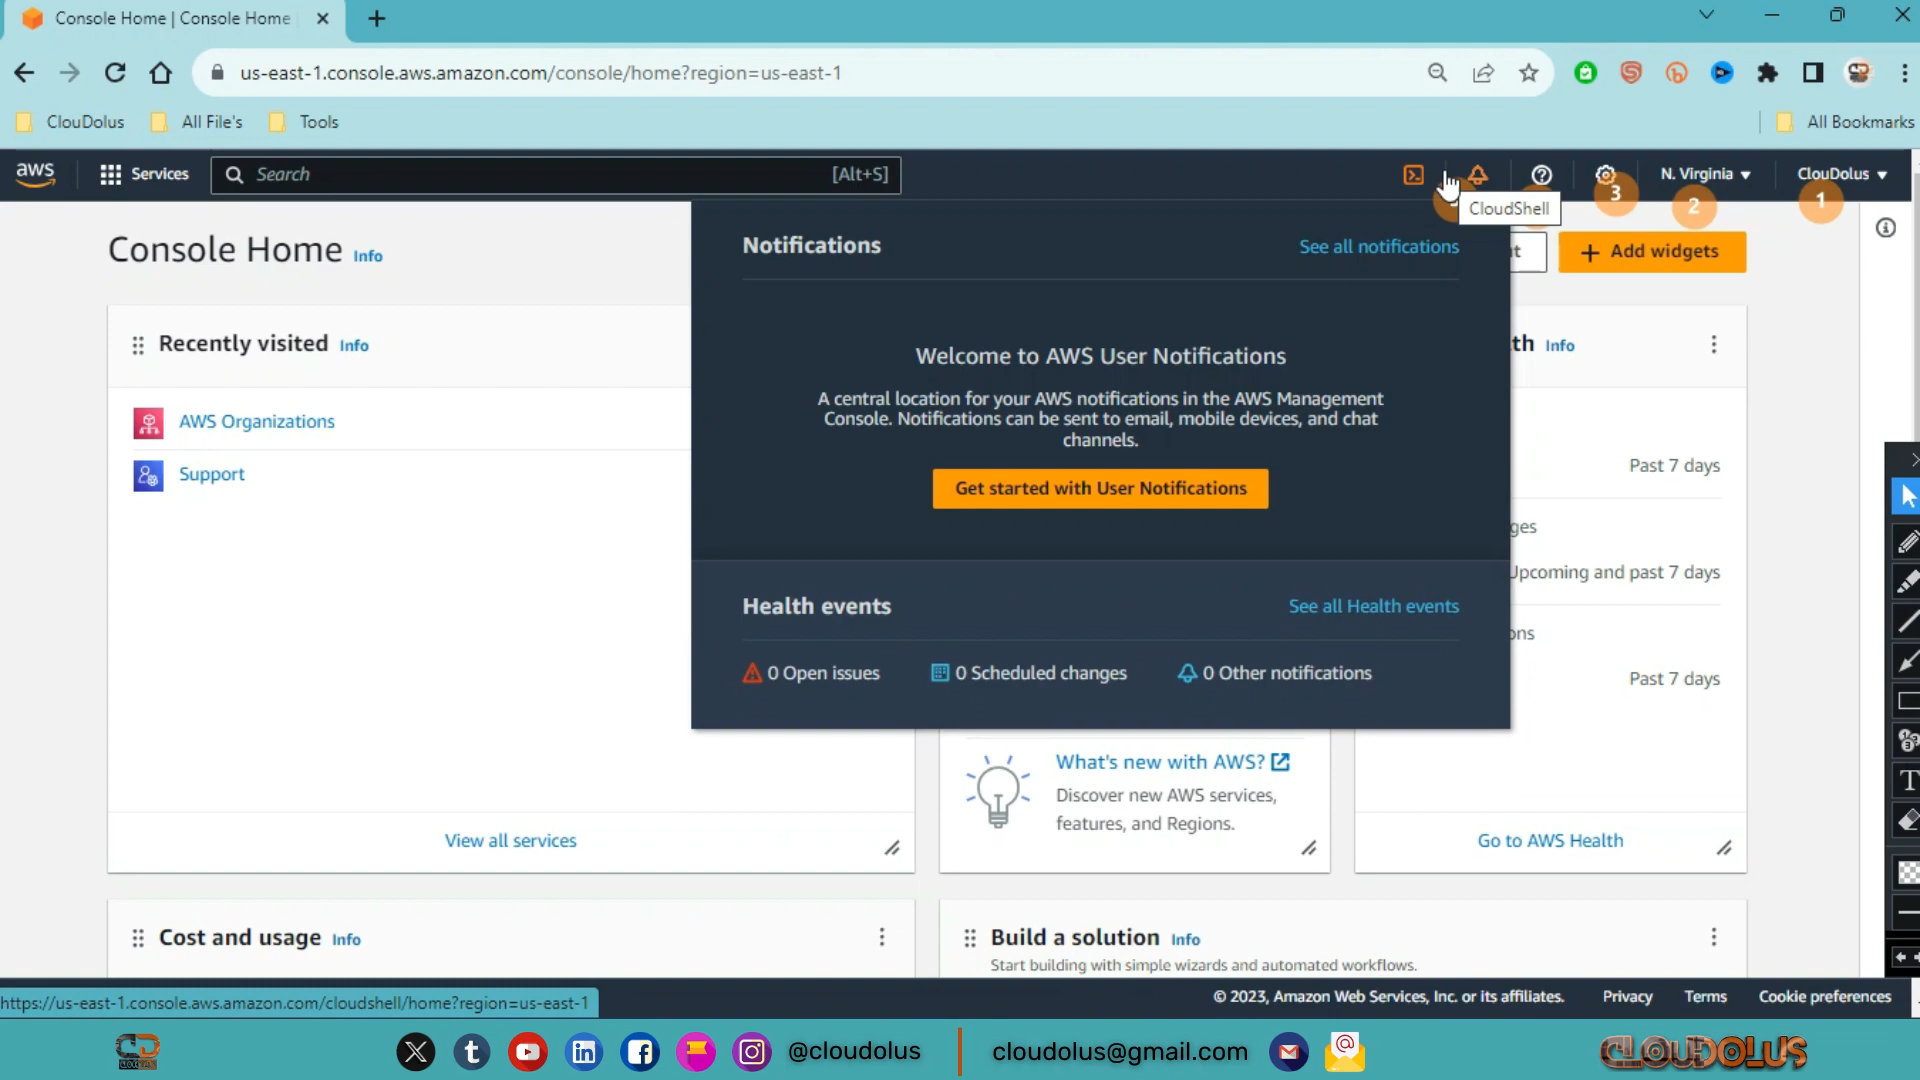 Console Home | Console Home
us-east-1.console.aws.amazon.com/console/home?region=us-east-1
ClouDolus
All File's
Tools
All Bookmarks
aws
Services
Search
[Alt+S]
N. Virginia
ClouDolus
3
2
1
CloudShell
Console Home Info
Add widgets
Notifications
See all notifications
Welcome to AWS User Notifications
A central location for your AWS notifications in the AWS Management
Console. Notifications can be sent to email, mobile devices, and chat
channels.
Get started with User Notifications
Health events
See all Health events
0 Open issues
0 Scheduled changes
0 Other notifications
Recently visited Info
AWS Organizations
Support
View all services
th Info
Past 7 days
ges
Upcoming and past 7 days
ons
Past 7 days
Go to AWS Health
What's new with AWS?
Discover new AWS services,
features, and Regions.
Cost and usage Info
Build a solution Info
Start building with simple wizards and automated workflows.
https://us-east-1.console.aws.amazon.com/cloudshell/home?region=us-east-1
© 2023, Amazon Web Services, Inc. or its affiliates.
Privacy
Terms
Cookie preferences
@cloudolus
cloudolus@gmail.com
CLOUDOLUS